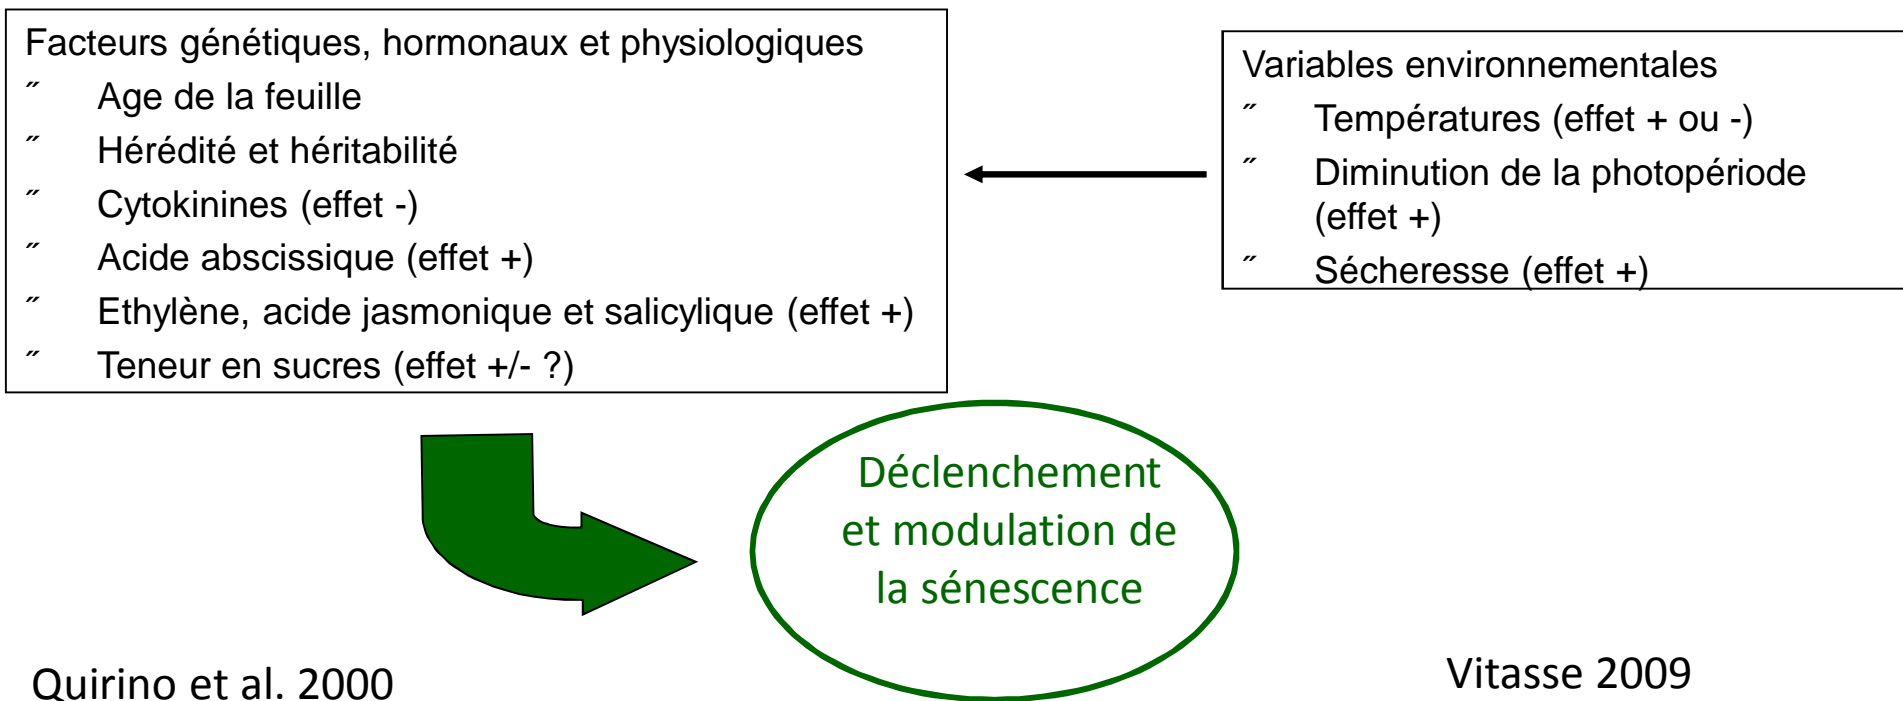 Facteurs génétiques, hormonaux et physiologiques
˝ Age de la feuille
˝ Hérédité et héritabilité
˝ Cytokinines (effet -)
˝ Acide abscissique (effet +)
˝ Ethylène, acide jasmonique et salicylique (effet +)
˝ Teneur en sucres (effet +/- ?)
Variables environnementales
˝ Températures (effet + ou -)
˝ Diminution de la photopériode
(effet +)
˝ Sécheresse (effet +)
Déclenchement
et modulation de
la sénescence
Quirino et al. 2000
Vitasse 2009